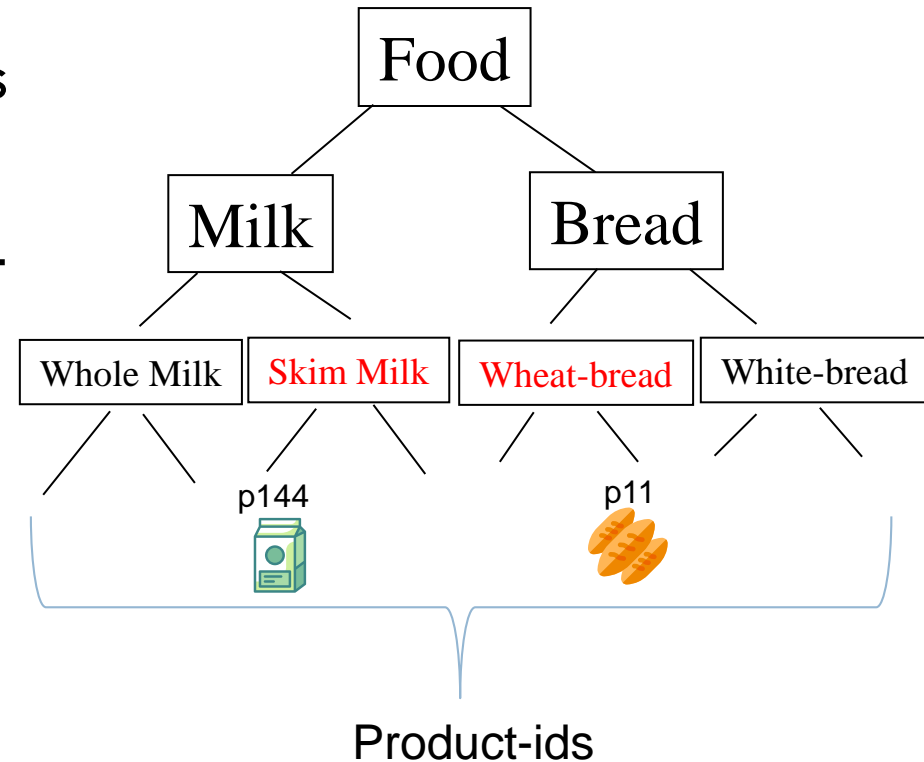 Food
s
Milk
Bread
Whole Milk
Skim Milk
Wheat-bread
White-bread
p144
p11
Product-ids